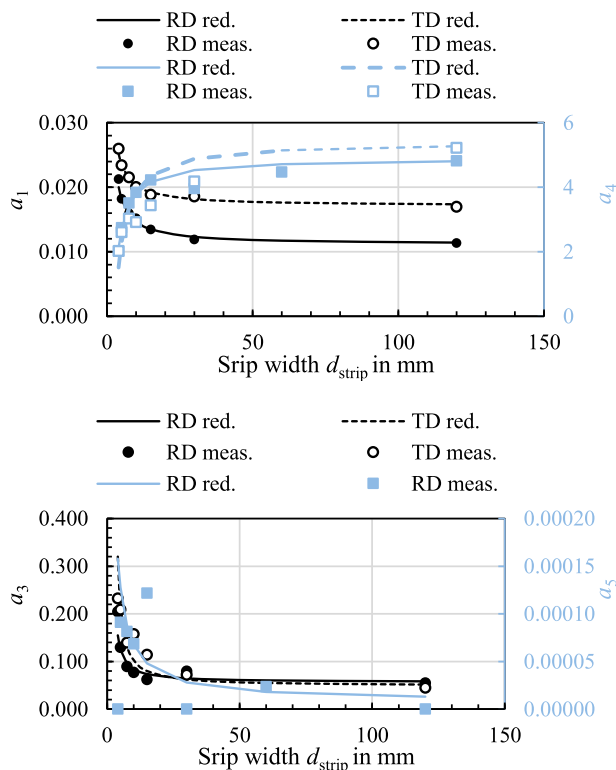 RD red. TD red.
RD meas. TD meas.
RD red. TD red.
RD meas. TD meas.
0.030 6
0.020 4
0.010 2
0.000 0
a1 a4
0 50 100 150
Srip width dstrip in mm
RD red. TD red.
RD meas. TD meas.
RD red. RD meas.
0.400 0.00020
0.300 0.00015
0.200 0.00010
0.100 0.00005
0.000 0.00000
a3 a5
0 50 100 150
Srip width dstrip in mm